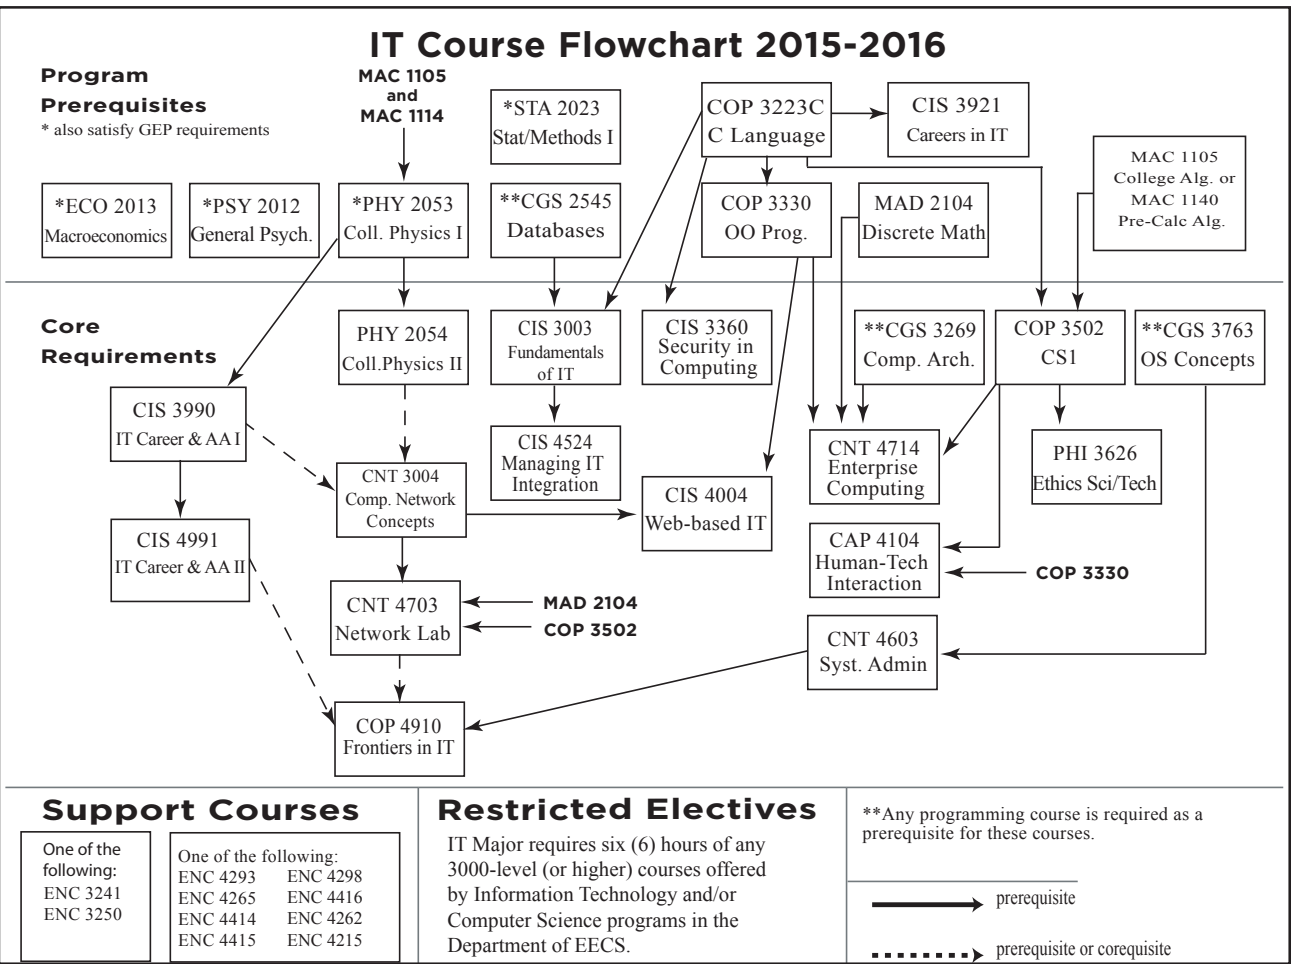 IT Course Flowchart 2015-2016
Program
Prerequisites
* also satisfy GEP requirements
MAC 1105
and
MAC 1114
*STA 2023
Stat/Methods I
COP 3223C
C Language
CIS 3921
Careers in IT
MAC 1105
College Alg. or
MAC 1140
Pre-Calc Alg.
*ECO 2013
Macroeconomics
*PSY 2012
General Psych.
*PHY 2053
Coll. Physics I
**CGS 2545
Databases
COP 3330
OO Prog.
MAD 2104
Discrete Math
Core
Requirements
PHY 2054
Coll.Physics II
CIS 3003
Fundamentals
of IT
CIS 3360
Security in
Computing
**CGS 3269
Comp. Arch.
COP 3502
CS1
**CGS 3763
OS Concepts
CIS 3990
IT Career & AA I
CNT 3004
Comp. Network
Concepts
CIS 4524
Managing IT
Integration
CIS 4004
Web-based IT
CNT 4714
Enterprise
Computing
PHI 3626
Ethics Sci/Tech
CIS 4991
IT Career & AA II
CAP 4104
Human-Tech
Interaction
COP 3330
CNT 4703
Network Lab
MAD 2104
COP 3502
CNT 4603
Syst. Admin
COP 4910
Frontiers in IT
Support Courses
One of the
following:
ENC 3241
ENC 3250
One of the following:
ENC 4293 ENC 4298
ENC 4265 ENC 4416
ENC 4414 ENC 4262
ENC 4415 ENC 4215
Restricted Electives
IT Major requires six (6) hours of any
3000-level (or higher) courses offered
by Information Technology and/or
Computer Science programs in the
Department of EECS.
**Any programming course is required as a
prerequisite for these courses.
prerequisite
prerequisite or corequisite